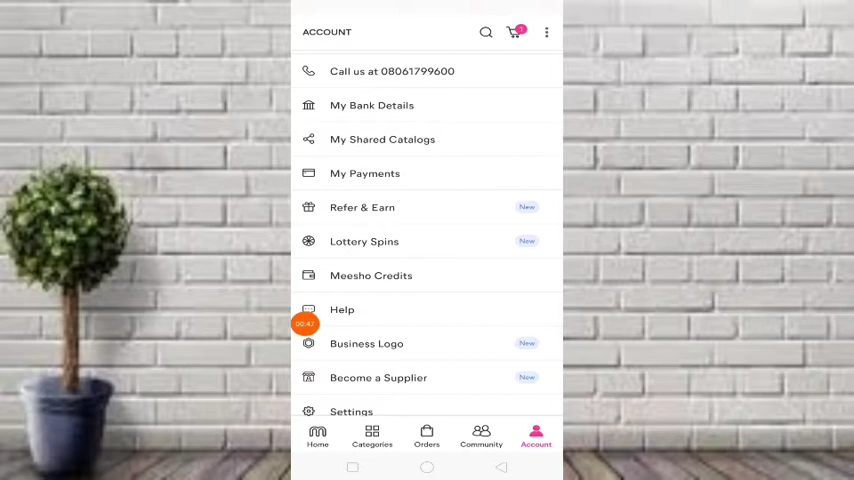 ACCOUNT
1
Call us at 08061799600
My Bank Details
My Shared Catalogs
My Payments
Refer & Earn New
Lottery Spins New
Meesho Credits
Help
00:47
Business Logo New
Become a Supplier New
Settings
Home Categories Orders Community Account